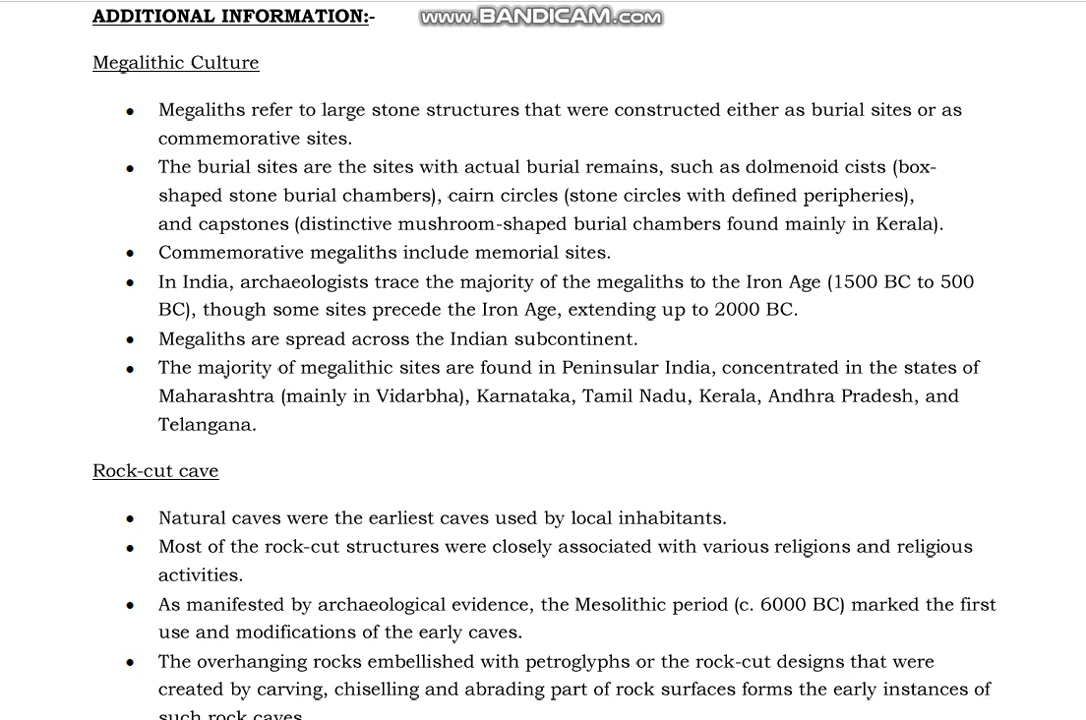 ADDITIONAL INFORMATION:-
www.BANDICAM.com
Megalithic Culture
• Megaliths refer to large stone structures that were constructed either as burial sites or as
commemorative sites.
• The burial sites are the sites with actual burial remains, such as dolmenoid cists (box-
shaped stone burial chambers), cairn circles (stone circles with defined peripheries),
and capstones (distinctive mushroom-shaped burial chambers found mainly in Kerala).
• Commemorative megaliths include memorial sites.
• In India, archaeologists trace the majority of the megaliths to the Iron Age (1500 BC to 500
BC), though some sites precede the Iron Age, extending up to 2000 BC.
• Megaliths are spread across the Indian subcontinent.
• The majority of megalithic sites are found in Peninsular India, concentrated in the states of
Maharashtra (mainly in Vidarbha), Karnataka, Tamil Nadu, Kerala, Andhra Pradesh, and
Telangana.
Rock-cut cave
• Natural caves were the earliest caves used by local inhabitants.
• Most of the rock-cut structures were closely associated with various religions and religious
activities.
• As manifested by archaeological evidence, the Mesolithic period (c. 6000 BC) marked the first
use and modifications of the early caves.
• The overhanging rocks embellished with petroglyphs or the rock-cut designs that were
created by carving, chiselling and abrading part of rock surfaces forms the early instances of
such rock caves.